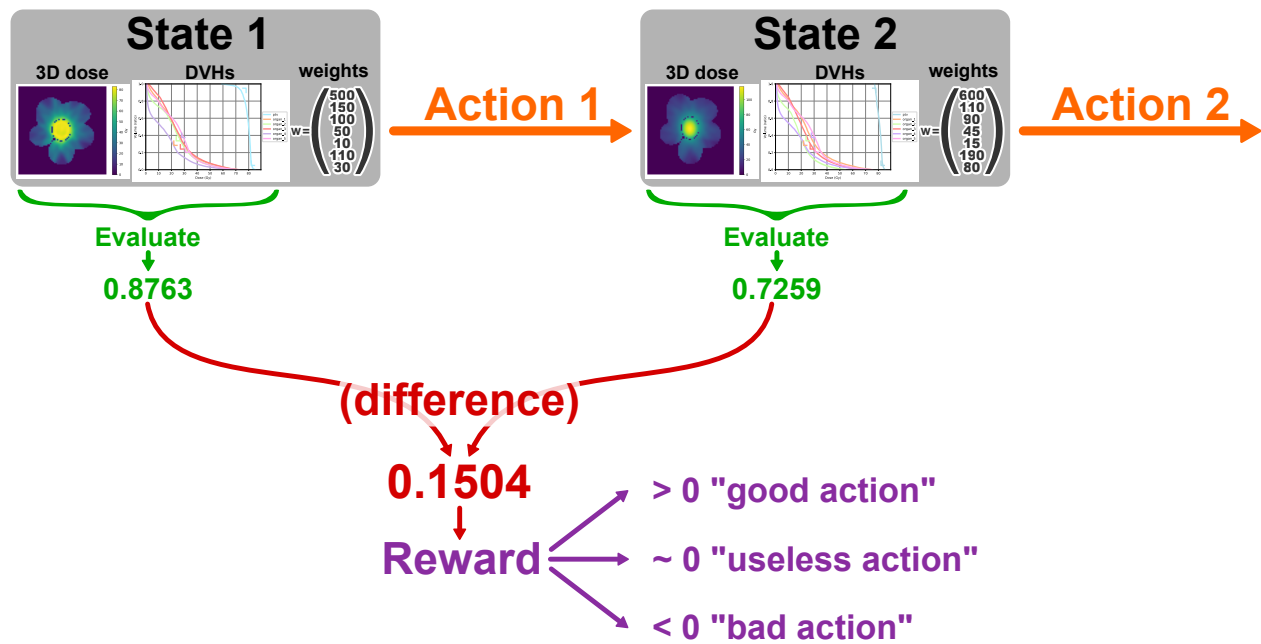 State 1
3D dose
DVHs
weights
w =
500
150
100
50
10
110
30
Action 1
State 2
3D dose
DVHs
weights
w =
600
110
90
45
15
190
80
Action 2
Evaluate
0.8763
Evaluate
0.7259
(difference)
0.1504
Reward
> 0 "good action"
~ 0 "useless action"
< 0 "bad action"